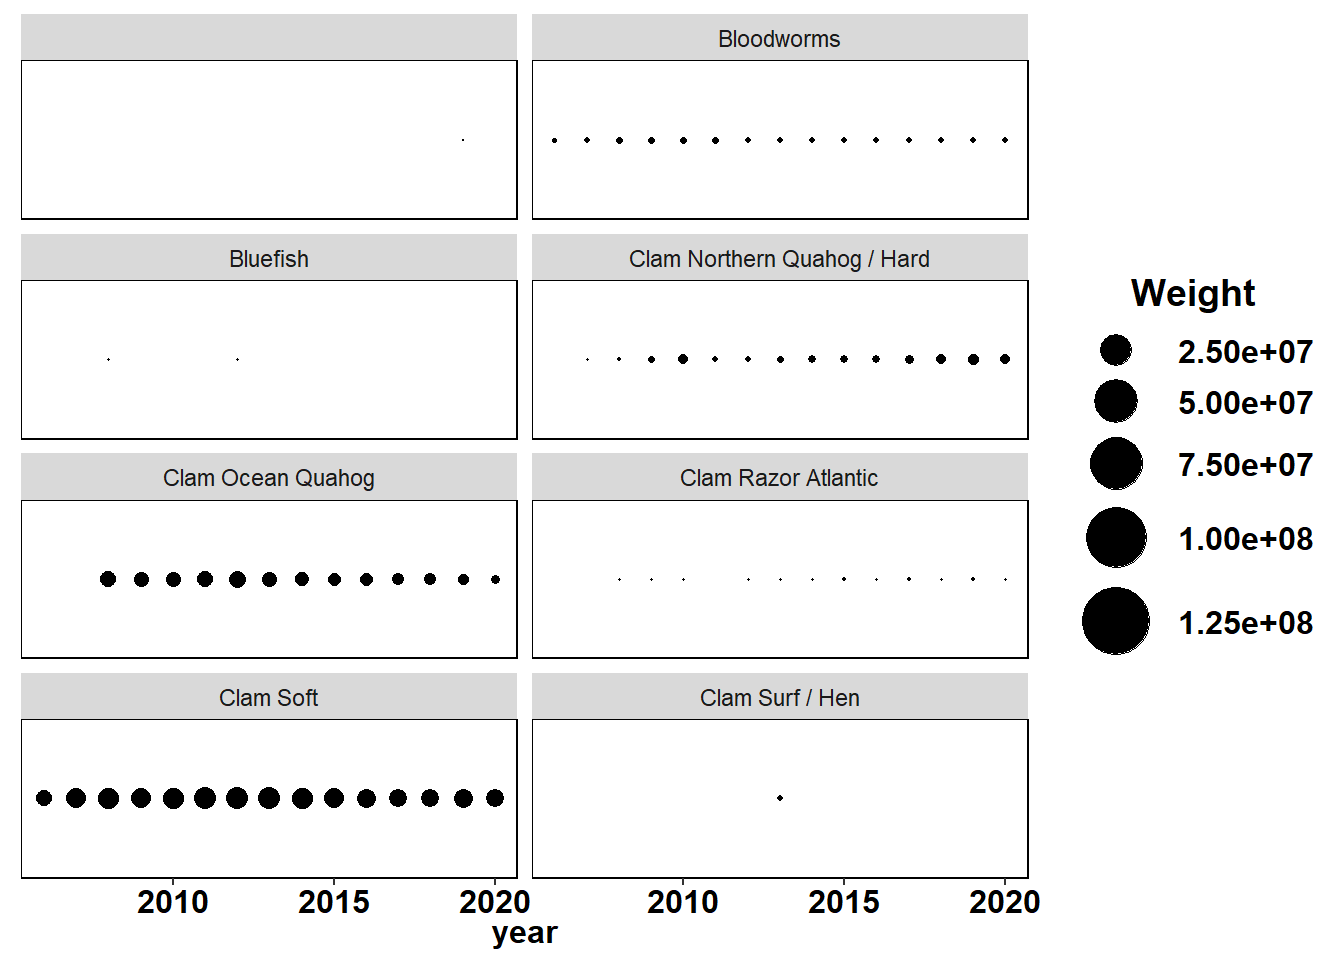 Bloodworms
Bluefish
Clam Northern Quahog / Hard
Clam Ocean Quahog
Clam Razor Atlantic
Clam Soft
Clam Surf / Hen
2010
2015
2020
2010
2015
2020
year
Weight
2.50e+07
5.00e+07
7.50e+07
1.00e+08
1.25e+08